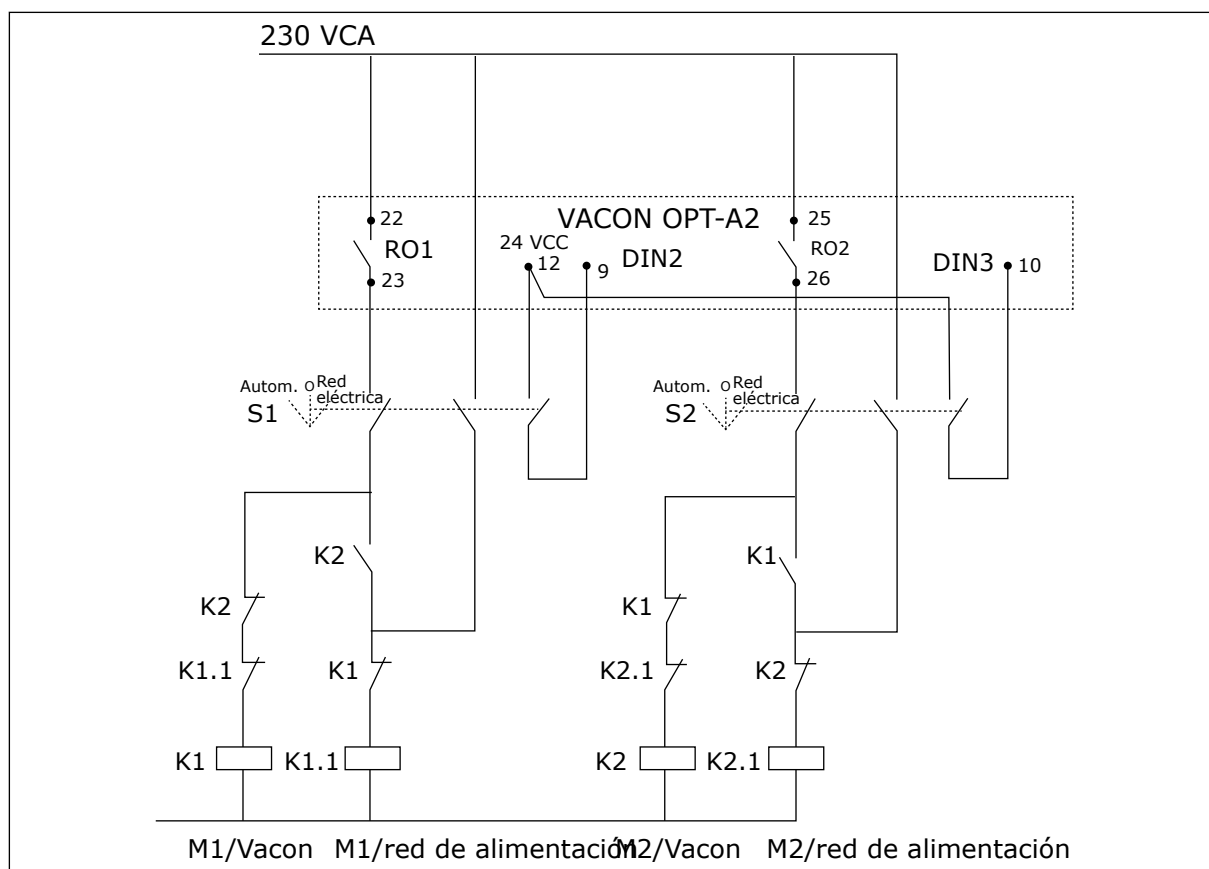 230 VCA
VACON OPT-A2
22
RO1
23
24 VCC
12
9
DIN2
25
RO2
26
DIN3
10
Autom.
O
Red
eléctrica
S1
Autom.
O
Red
eléctrica
S2
K2
K1
K2
K1
K1.1
K1
K2.1
K2
K1
K1.1
K2
K2.1
M1/Vacon
M1/red de alimentación
M2/Vacon
M2/red de alimentación